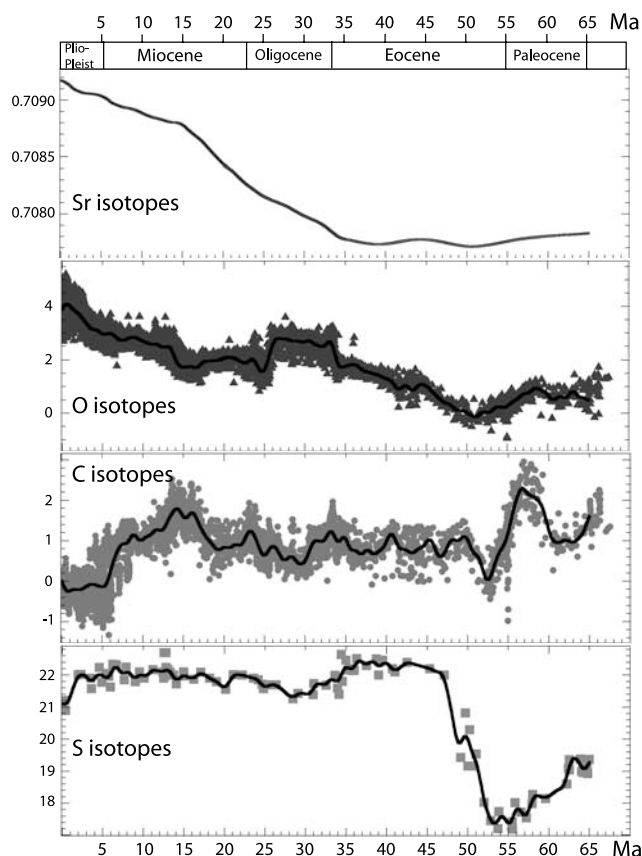 5 10 15 20 25 30 35 40 45 50 55 60 65 Ma
Plio-
Pleist
Miocene Oligocene Eocene Paleocene
0.7090
0.7085
0.7080
Sr isotopes
4
2
0
O isotopes
C isotopes
2
1
0
-1
22
21
20
19
18
S isotopes
5 10 15 20 25 30 35 40 45 50 55 60 65 Ma